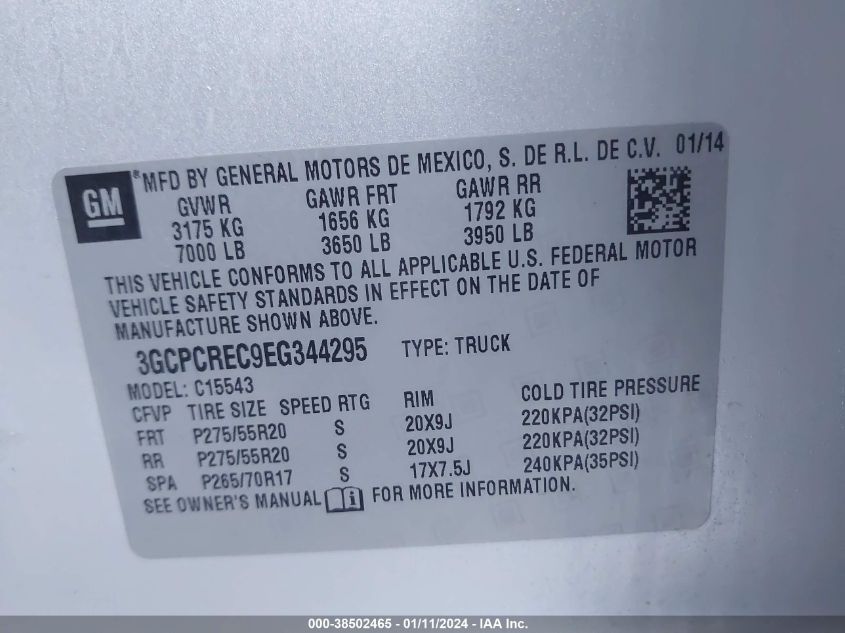 GM ® MFD BY GENERAL MOTORS DE MEXICO, S. DE R.L. DE C.V. 01/14
GVWR GAWR FRT GAWR RR
3175 KG 1656 KG 1792 KG
7000 LB 3650 LB 3950 LB
THIS VEHICLE CONFORMS TO ALL APPLICABLE U.S. FEDERAL MOTOR
VEHICLE SAFETY STANDARDS IN EFFECT ON THE DATE OF
MANUFACTURE SHOWN ABOVE.
3GCPCREC9EG344295 TYPE: TRUCK
MODEL: C15543
CFVP TIRE SIZE SPEED RTG RIM COLD TIRE PRESSURE
FRT P275/55R20 S 20X9J 220KPA(32PSI)
RR P275/55R20 S 20X9J 220KPA(32PSI)
SPA P265/70R17 S 17X7.5J 240KPA(35PSI)
SEE OWNER'S MANUAL i FOR MORE INFORMATION.
000-38502465 - 01/11/2024 - IAA Inc.